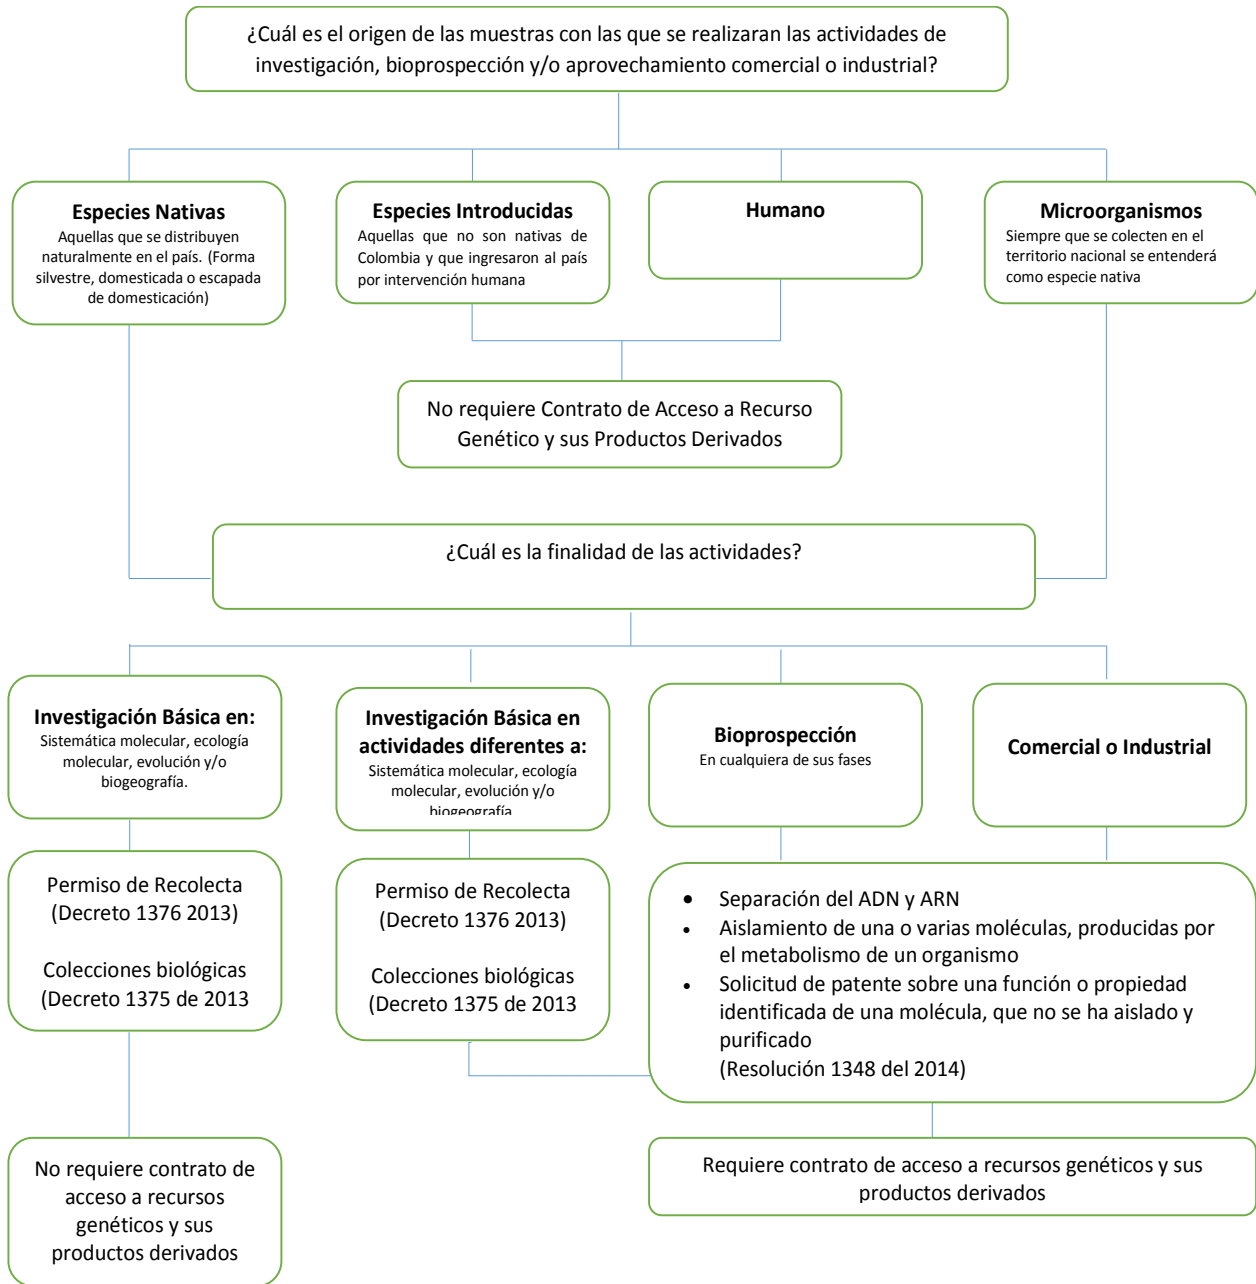 ¿Cuál es el origen de las muestras con las que se realizaran las actividades de
investigación, bioprospección y/o aprovechamiento comercial o industrial?
Especies Nativas
Aquellas que se distribuyen
naturalmente en el país. (Forma
silvestre, domesticada o escapada
de domesticación)
Especies Introducidas
Aquellas que no son nativas de
Colombia y que ingresaron al país
por intervención humana
Humano
Microorganismos
Siempre que se colecten en el
territorio nacional se entenderá
como especie nativa
No requiere Contrato de Acceso a Recurso
Genético y sus Productos Derivados
¿Cuál es la finalidad de las actividades?
Investigación Básica en:
Sistemática molecular, ecología
molecular, evolución y/o
biogeografía.
Investigación Básica en
actividades diferentes a:
Sistemática molecular, ecología
molecular, evolución y/o
biogeografía
Bioprospección
En cualquiera de sus fases
Comercial o Industrial
Permiso de Recolecta
(Decreto 1376 2013)
Colecciones biológicas
(Decreto 1375 de 2013
Permiso de Recolecta
(Decreto 1376 2013)
Colecciones biológicas
(Decreto 1375 de 2013
• Separación del ADN y ARN
• Aislamiento de una o varias moléculas, producidas por
el metabolismo de un organismo
• Solicitud de patente sobre una función o propiedad
identificada de una molécula, que no se ha aislado y
purificado
(Resolución 1348 del 2014)
No requiere contrato de
acceso a recursos
genéticos y sus
productos derivados
Requiere contrato de acceso a recursos genéticos y sus
productos derivados